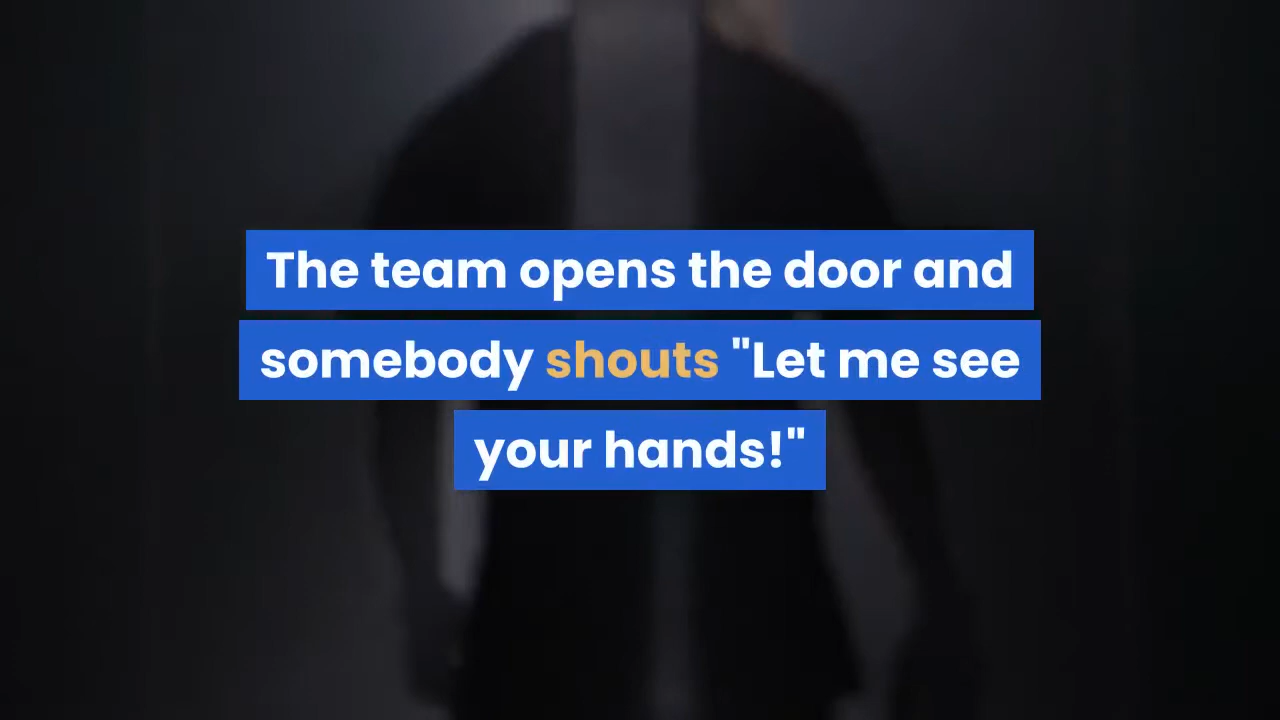 The team opens the door and
somebody shouts "Let me see
your hands!"